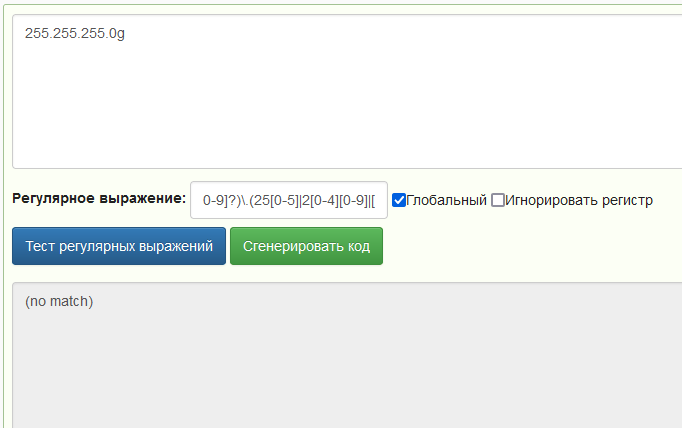 255.255.255.0g
Регулярное выражение: 0-9]?)\.(25[0-5]|2[0-4][0-9]|[ Глобальный Игнорировать регистр
Тест регулярных выражений Сгенерировать код
(no match)